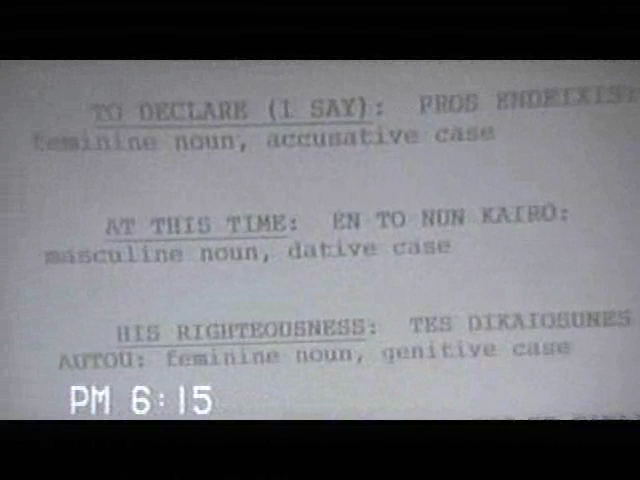 TO DECLARE (I SAY): PROS ENDEIXIS:
feminine noun, accusative case
AT THIS TIME: EN TO NUN KAIRO:
masculine noun, dative case
HIS RIGHTEOUSNESS: TES DIKAIOSUNES
AUTOU: feminine noun, genitive case
PM 6:15